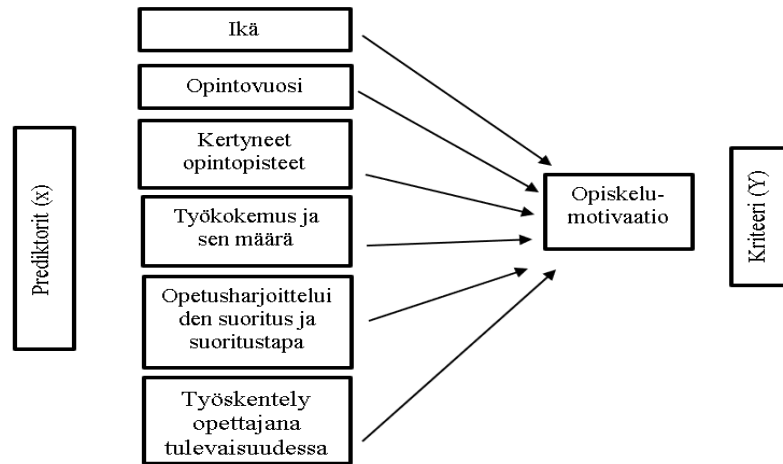 Prediktorit (x)
Ikä
Opintovuosi
Kertyneet
opintopisteet
Työkokemus ja
sen määrä
Opetusharjoittelui
den suoritus ja
suoritustapa
Työskentely
opettajana
tulevaisuudessa
Opiskelu-
motivaatio
Kriteeri (Y)